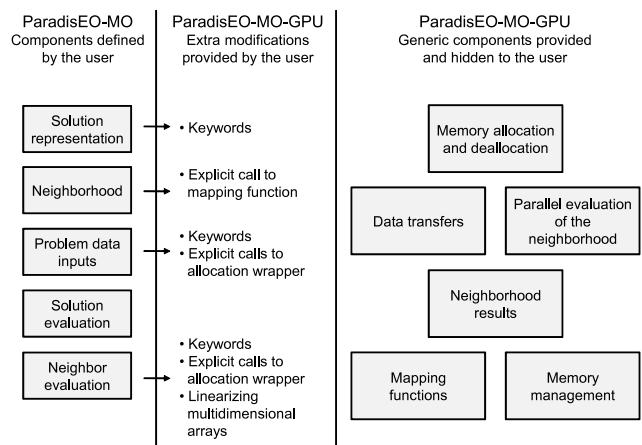 ParadisEO-MO
Components defined
by the user
ParadisEO-MO-GPU
Extra modifications
provided by the user
ParadisEO-MO-GPU
Generic components provided
and hidden to the user
Solution
representation
• Keywords
Neighborhood
• Explicit call to
mapping function
Problem data
inputs
• Keywords
• Explicit calls to
allocation wrapper
Solution
evaluation
Neighbor
evaluation
• Keywords
• Explicit calls to
allocation wrapper
• Linearizing
multidimensional
arrays
Memory allocation
and deallocation
Data transfers
Parallel evaluation
of the
neighborhood
Neighborhood
results
Mapping
functions
Memory
management